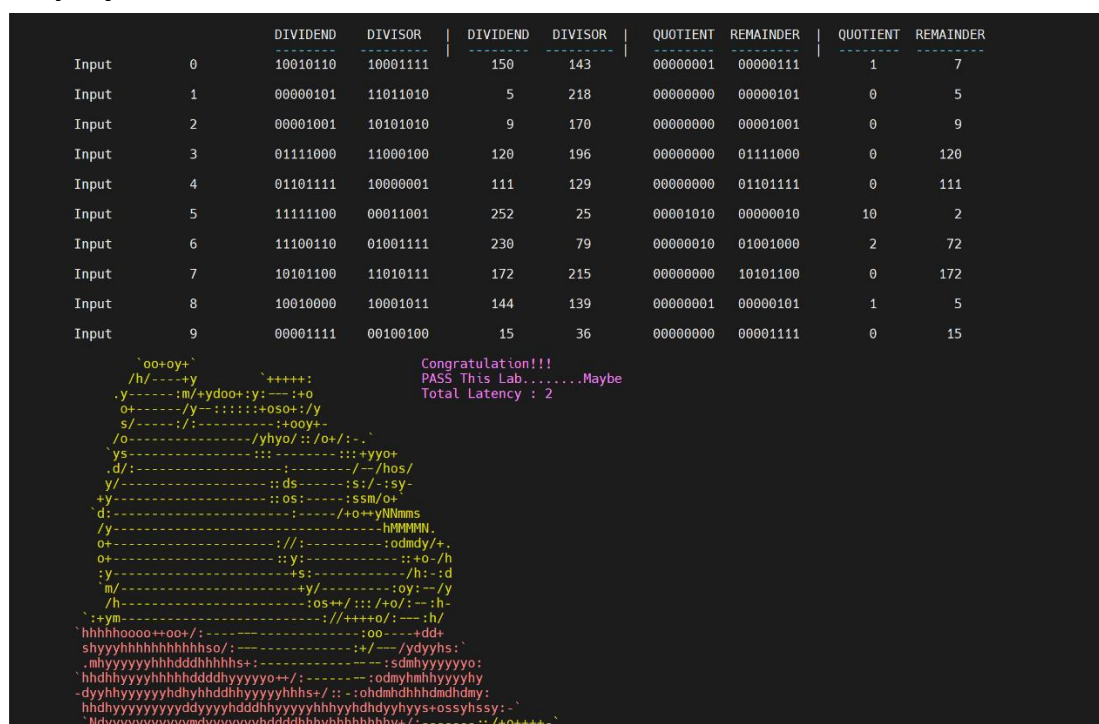 DIVIDEND DIVISOR | DIVIDEND DIVISOR | QUOTIENT REMAINDER | QUOTIENT REMAINDER
-------- --------- | -------- --------- | -------- --------- | -------- ---------
Input 0 10010110 10001111 150 143 00000001 00000111 1 7
Input 1 00000101 11011010 5 218 00000000 00000101 0 5
Input 2 00001001 10101010 9 170 00000000 00001001 0 9
Input 3 01111000 11000100 120 196 00000000 01111000 0 120
Input 4 01101111 10000001 111 129 00000000 01101111 0 111
Input 5 11111100 00011001 252 25 00001010 00000010 10 2
Input 6 11100110 01001111 230 79 00000010 01001000 2 72
Input 7 10101100 11010111 172 215 00000000 10101100 0 172
Input 8 10010000 10001011 144 139 00000001 00000101 1 5
Input 9 00001111 00100100 15 36 00000000 00001111 0 15
Congratulation!!!
PASS This Lab........Maybe
Total Latency : 2